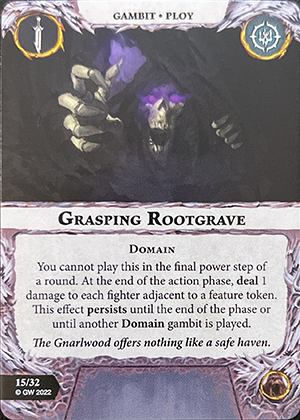 GAMBIT • PLOY
GRASPING ROOTGRAVE
DOMAIN
You cannot play this in the final power step of
a round. At the end of the action phase, deal 1
damage to each fighter adjacent to a feature token.
This effect persists until the end of the phase or
until another Domain gambit is played.
The Gnarlwood offers nothing like a safe haven.
15/32
© GW 2022